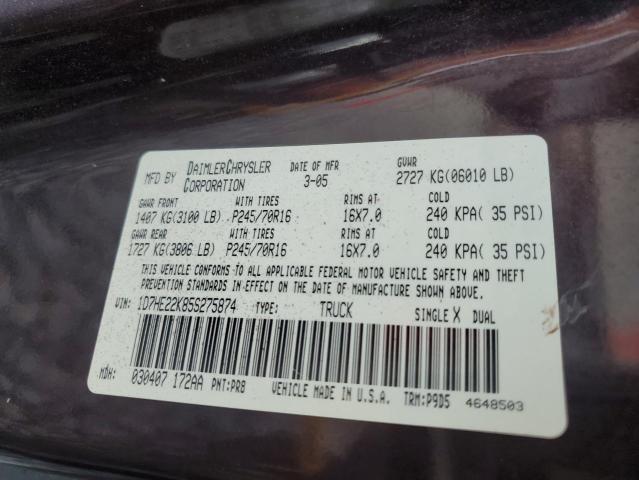 MFD BY DAIMLERCHRYSLER CORPORATION DATE OF MFR 3-05 GVWR 2727 KG(06010 LB)
GAWR FRONT WITH TIRES RIMS AT COLD
1407 KG(3100 LB) P245/70R16 16X7.0 240 KPA( 35 PSI)
GAWR REAR WITH TIRES RIMS AT COLD
1727 KG(3806 LB) P245/70R16 16X7.0 240 KPA( 35 PSI)
THIS VEHICLE CONFORMS TO ALL APPLICABLE FEDERAL MOTOR VEHICLE SAFETY AND THEFT
PREVENTION STANDARDS IN EFFECT ON THE DATE OF MANUFACTURE SHOWN ABOVE.
VIN: 1D7HE22K85S275874 TYPE: TRUCK SINGLE X DUAL
MDH: 030407 172AA PNT:PR8 VEHICLE MADE IN U.S.A. TRM:P9D5 4648503